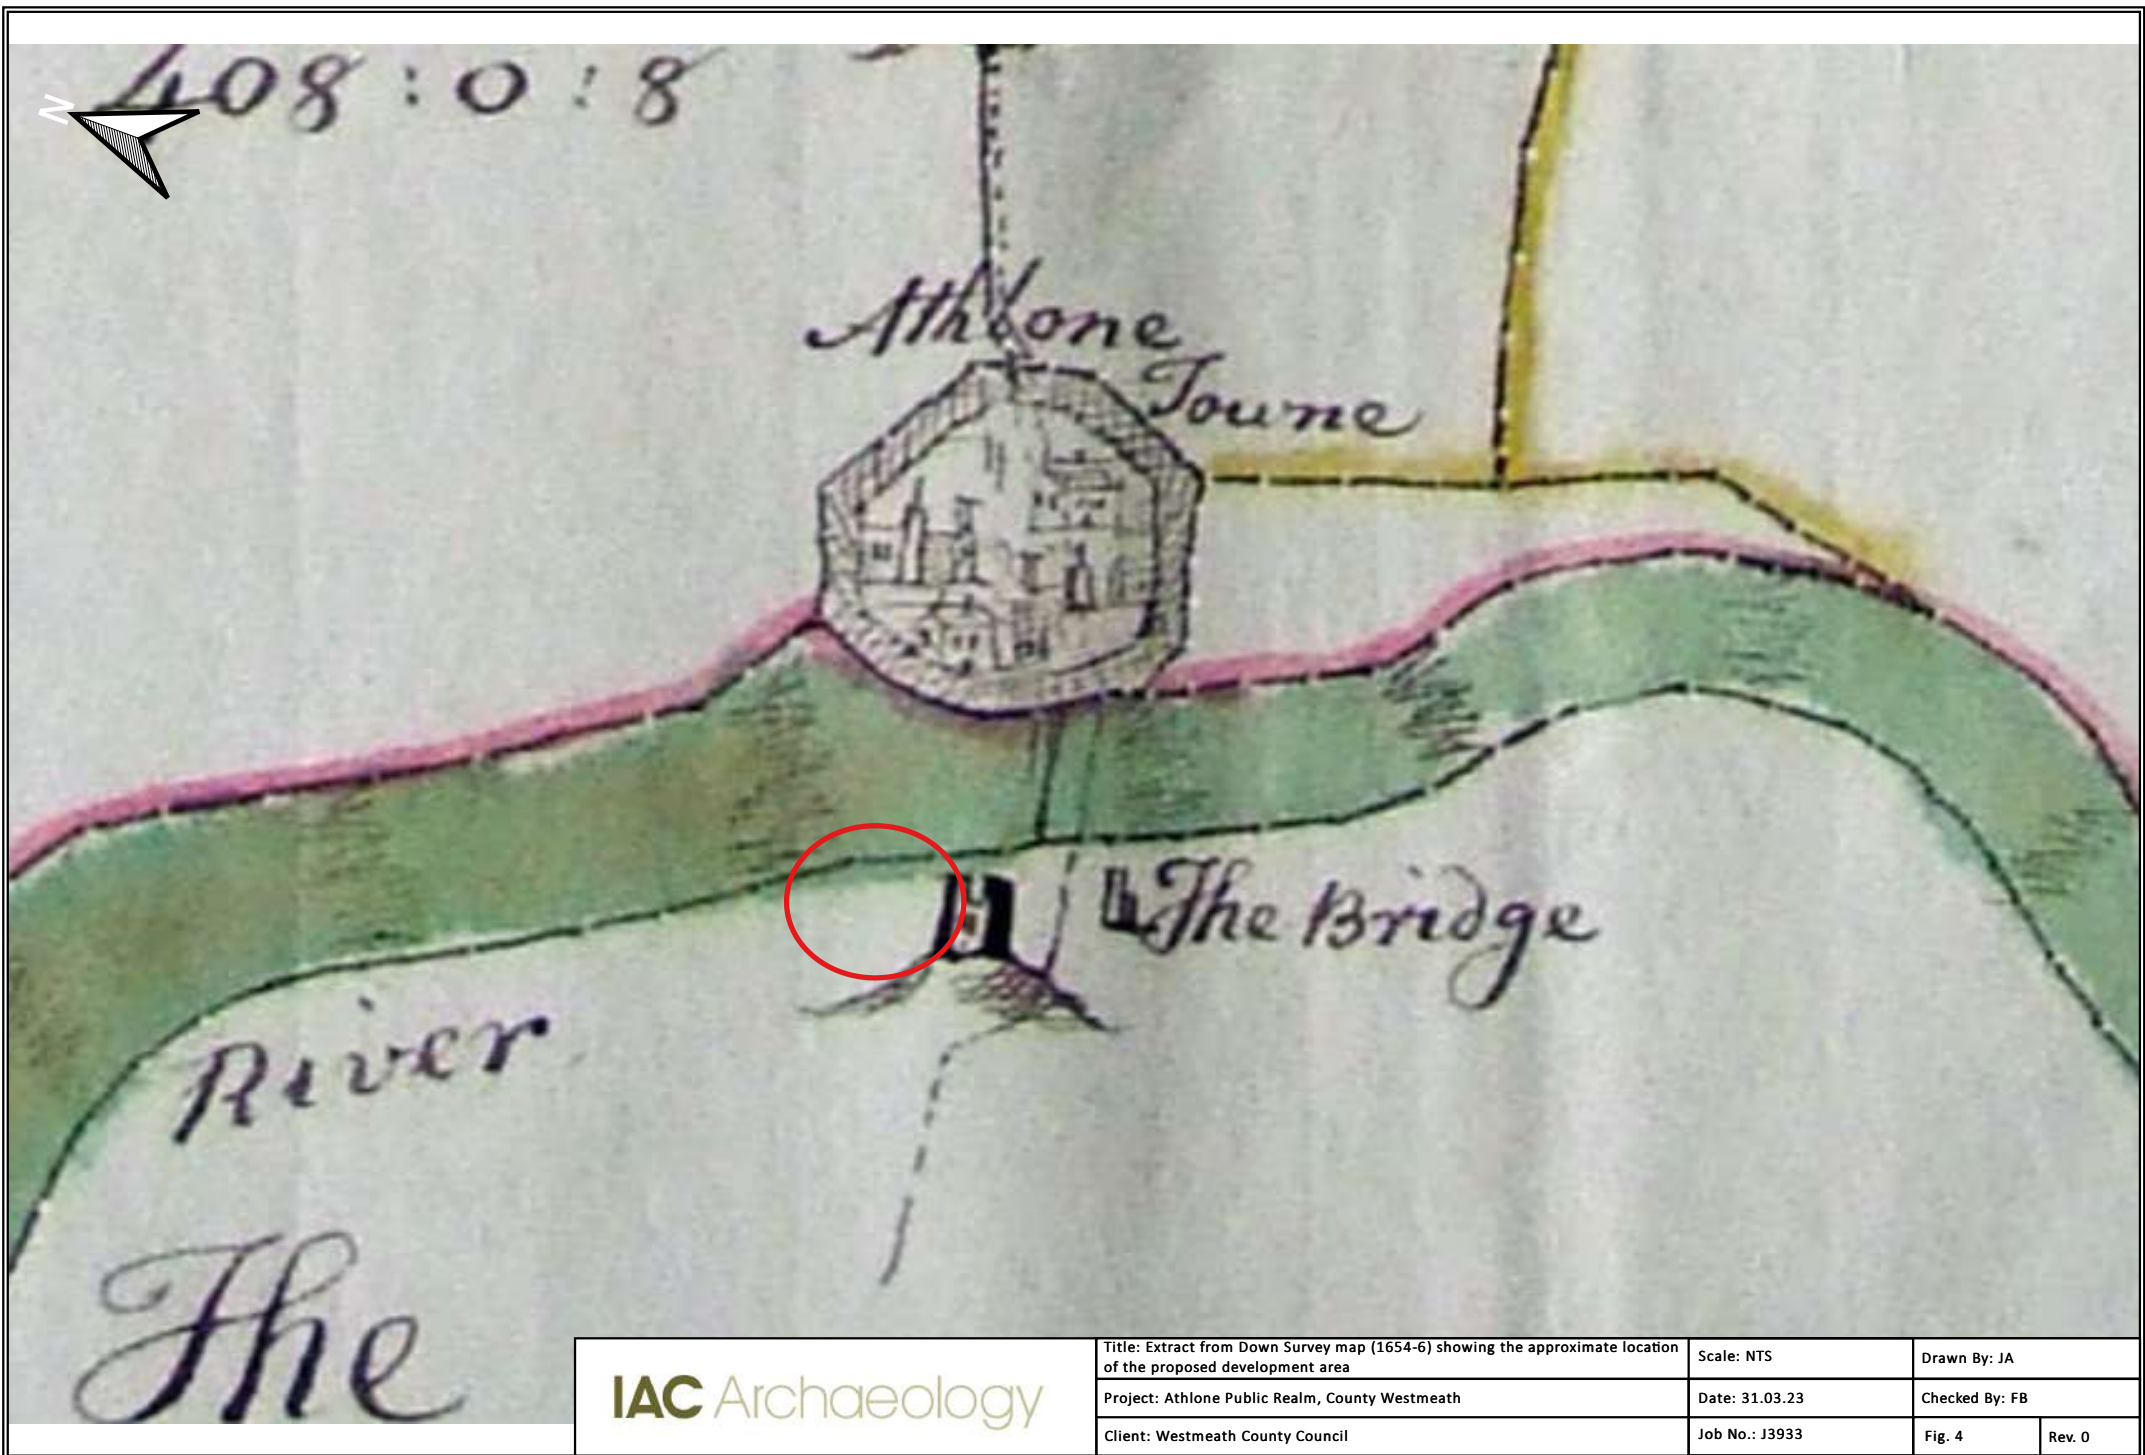 408:0:8
N
Athlone
Towne
The Bridge
River
The
IAC Archaeology
Title: Extract from Down Survey map (1654-6) showing the approximate location
of the proposed development area
Project: Athlone Public Realm, County Westmeath
Client: Westmeath County Council
Scale: NTS
Date: 31.03.23
Job No.: J3933
Drawn By: JA
Checked By: FB
Fig. 4
Rev. 0